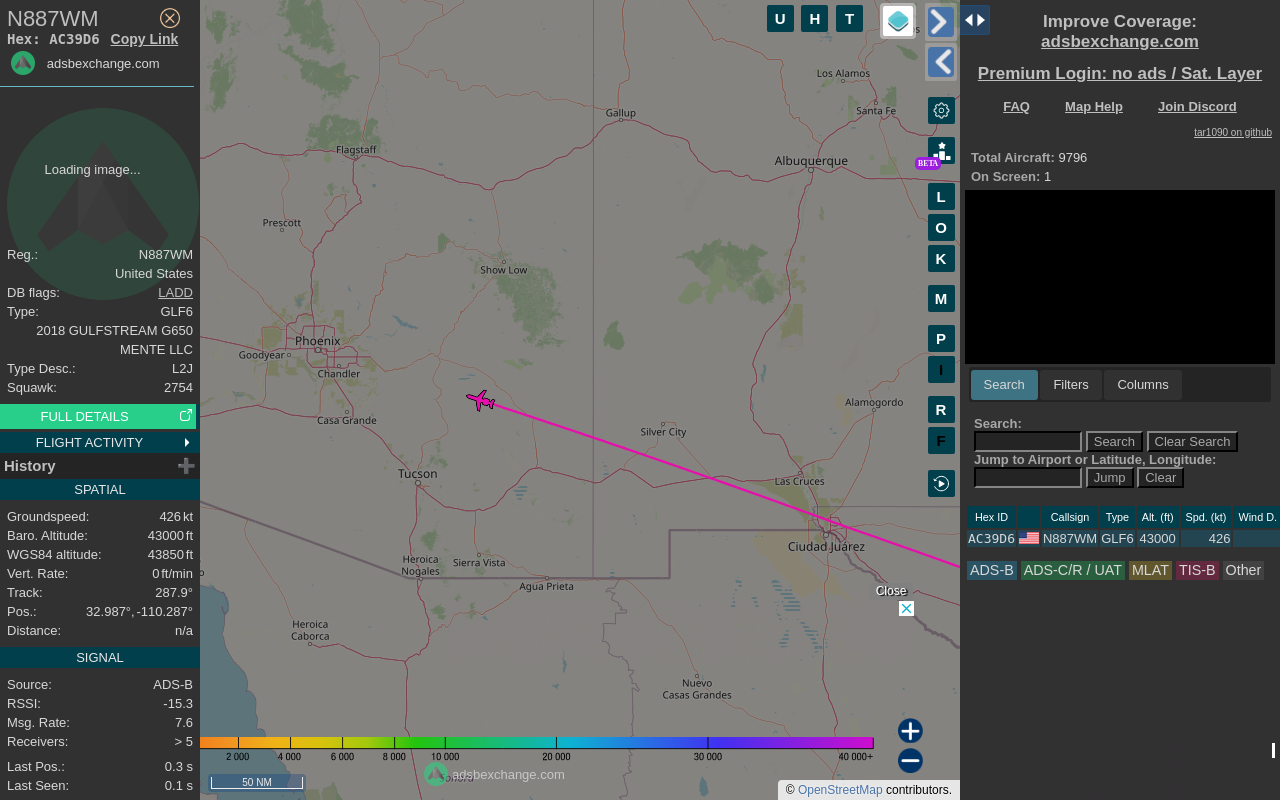 N887WM
Hex: AC39D6 Copy Link
adsbexchange.com
Loading image...
Reg.: N887WM
United States
DB flags: LADD
Type: GLF6
2018 GULFSTREAM G650
MENTE LLC
Type Desc.: L2J
Squawk: 2754
FULL DETAILS
FLIGHT ACTIVITY
History
SPATIAL
Groundspeed: 426 kt
Baro. Altitude: 43000 ft
WGS84 altitude: 43850 ft
Vert. Rate: 0 ft/min
Track: 287.9°
Pos.: 32.987°, -110.287°
Distance: n/a
SIGNAL
Source: ADS-B
RSSI: -15.3
Msg. Rate: 7.6
Receivers: > 5
Last Pos.: 0.3 s
Last Seen: 0.1 s
U H T
Los Alamos
Santa Fe
Gallup
Flagstaff
Albuquerque
BETA
Prescott
Show Low
Phoenix
Goodyear
Chandler
Casa Grande
Alamogordo
Silver City
Tucson
Las Cruces
Ciudad Juárez
Heroica
Nogales
Sierra Vista
Agua Prieta
Heroica
Caborca
Nuevo
Casas Grandes
L
O
K
M
P
I
R
F
Close
2 000 4 000 6 000 8 000 10 000 20 000 30 000 40 000+
50 NM
adsbexchange.com
© OpenStreetMap contributors.
Improve Coverage:
adsbexchange.com
Premium Login: no ads / Sat. Layer
FAQ Map Help Join Discord
tar1090 on github
Total Aircraft: 9796
On Screen: 1
Search Filters Columns
Search:
Search Clear Search
Jump to Airport or Latitude, Longitude:
Jump Clear
Hex ID Callsign Type Alt. (ft) Spd. (kt) Wind D.
AC39D6 N887WM GLF6 43000 426
ADS-B ADS-C/R / UAT MLAT TIS-B Other